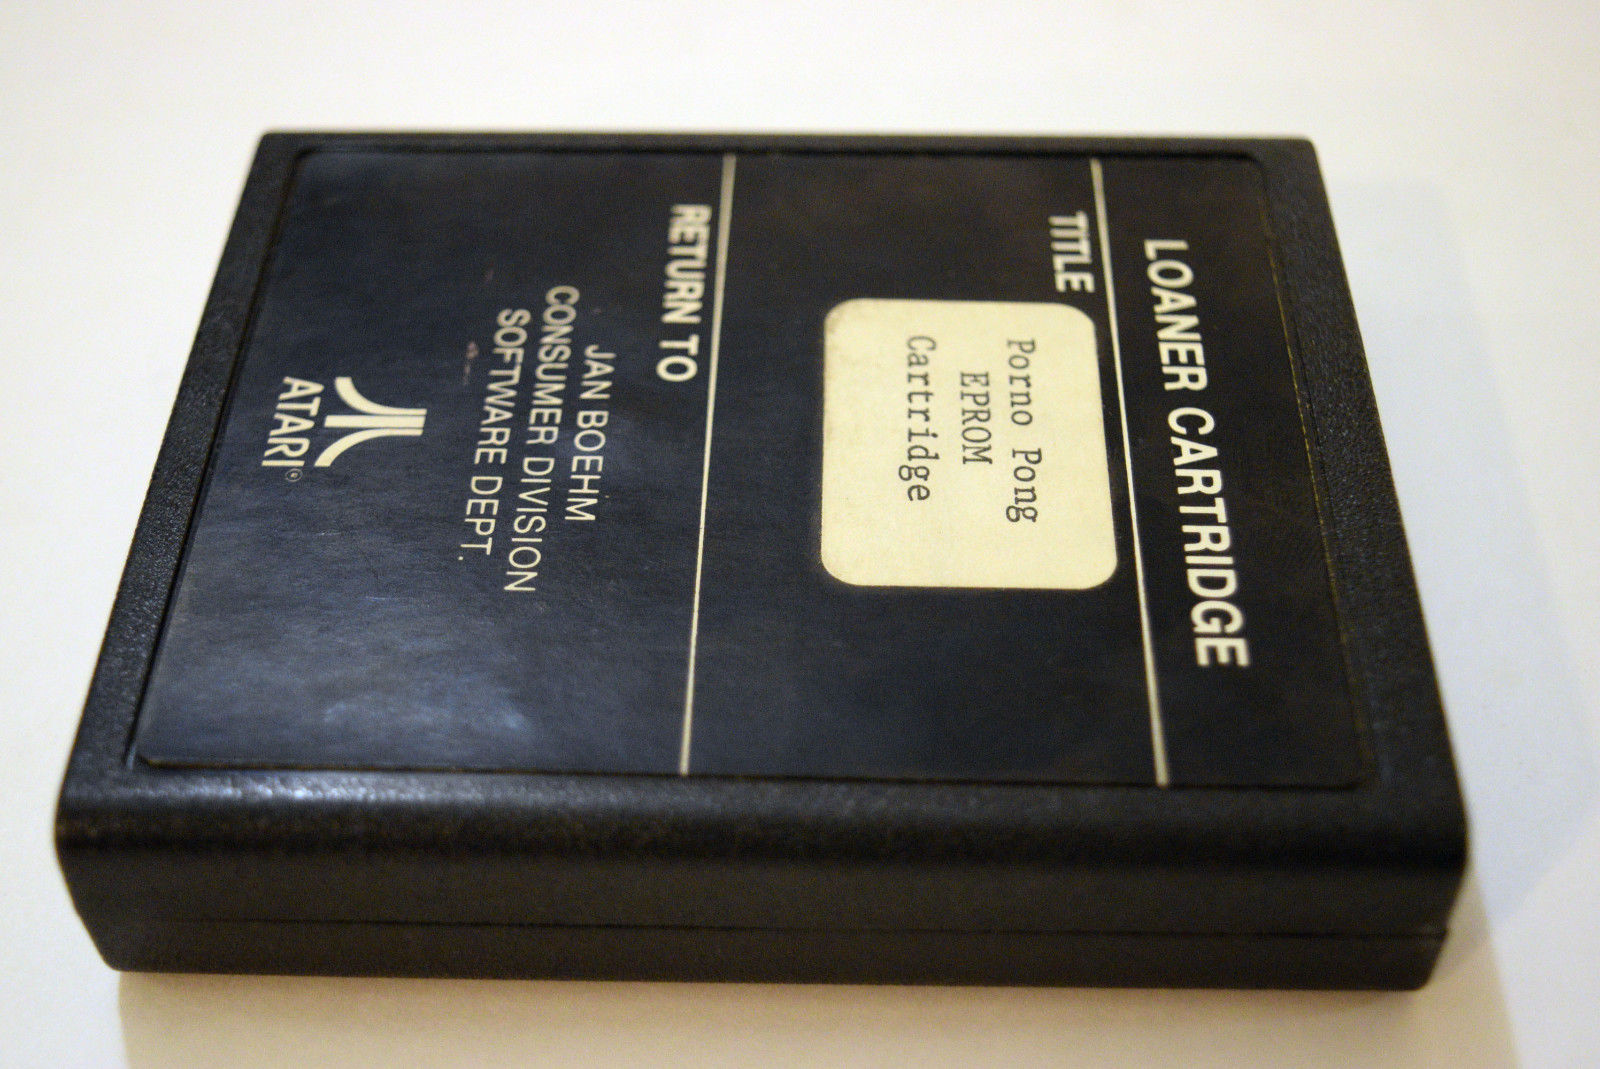 LOANER CARTRIDGE
TITLE
Porno Pong
EPROM
Cartridge
RETURN TO
JAN BOEHM
CONSUMER DIVISION
SOFTWARE DEPT.
ATARI®